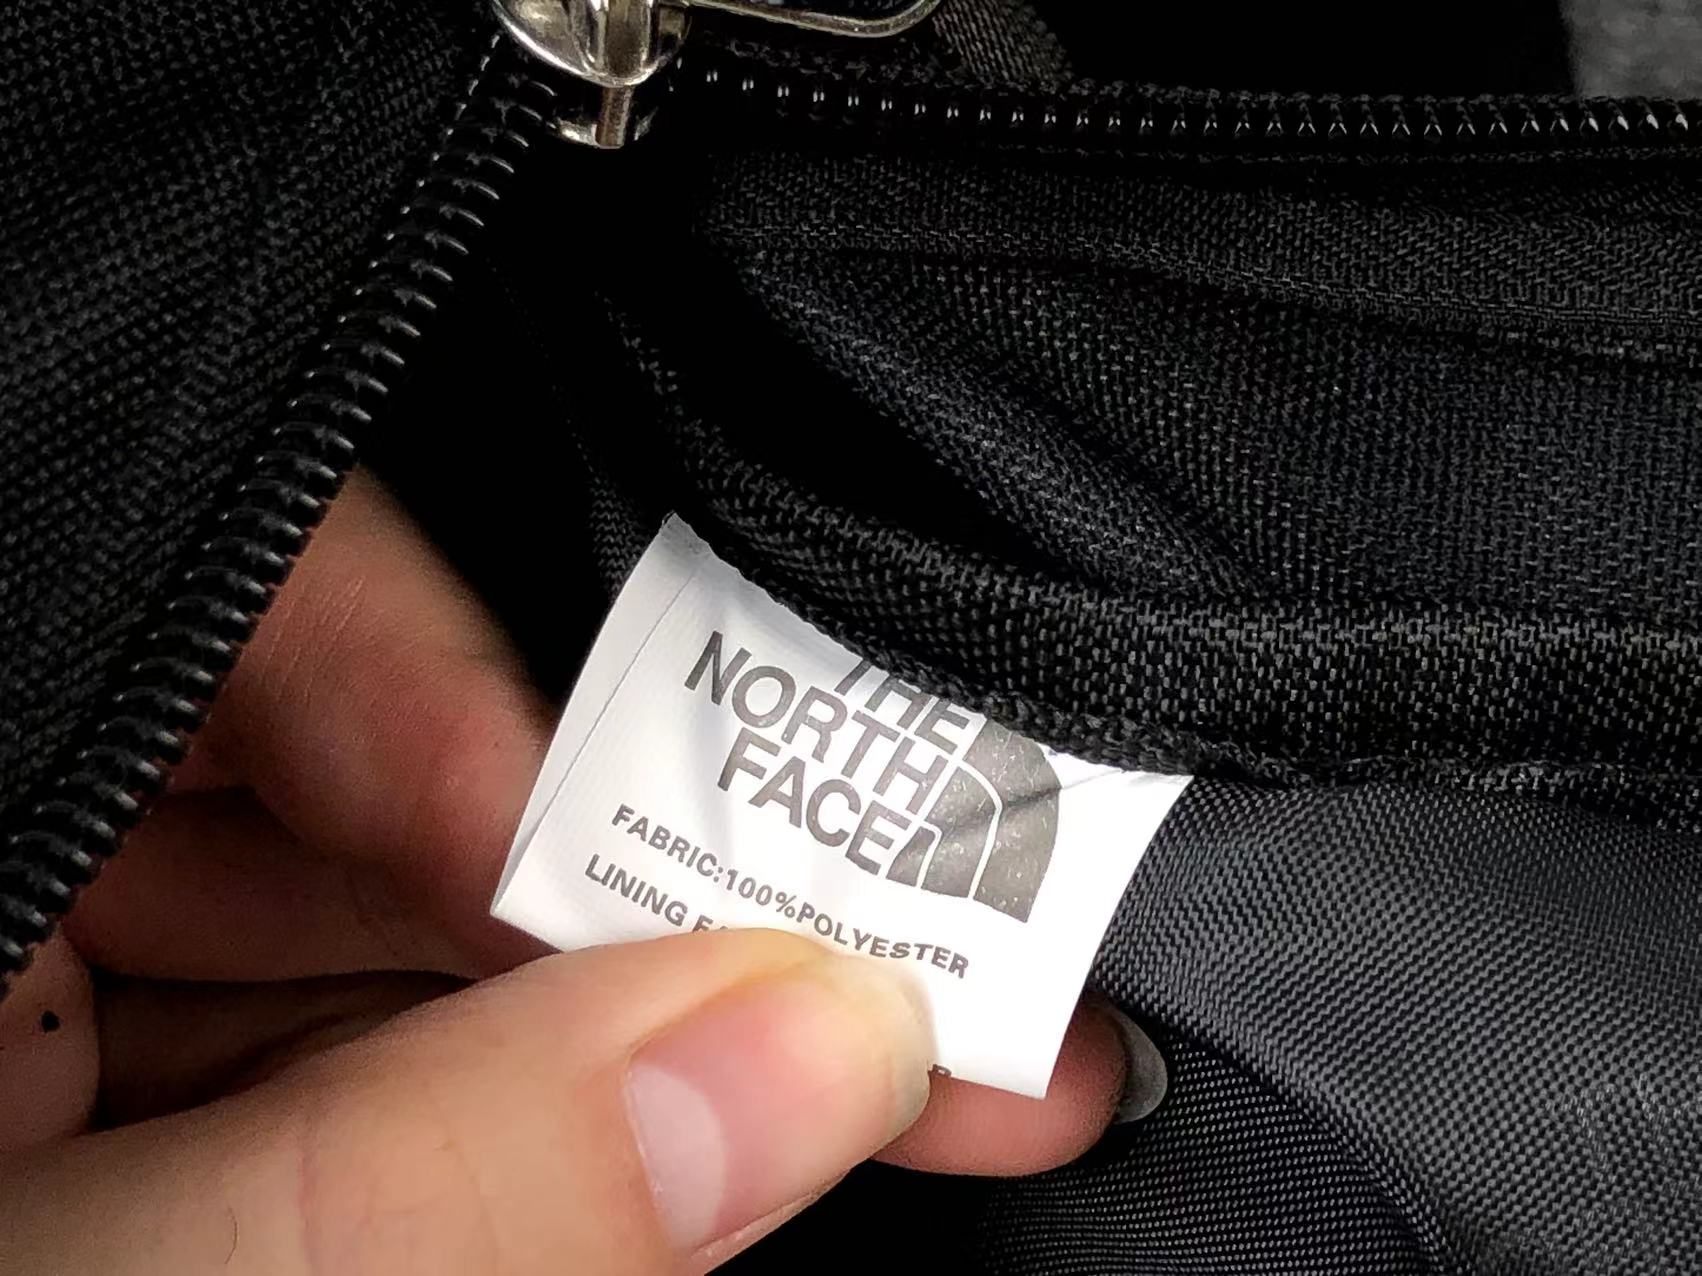 THE
NORTH
FACE
FABRIC:100%POLYESTER
LINING